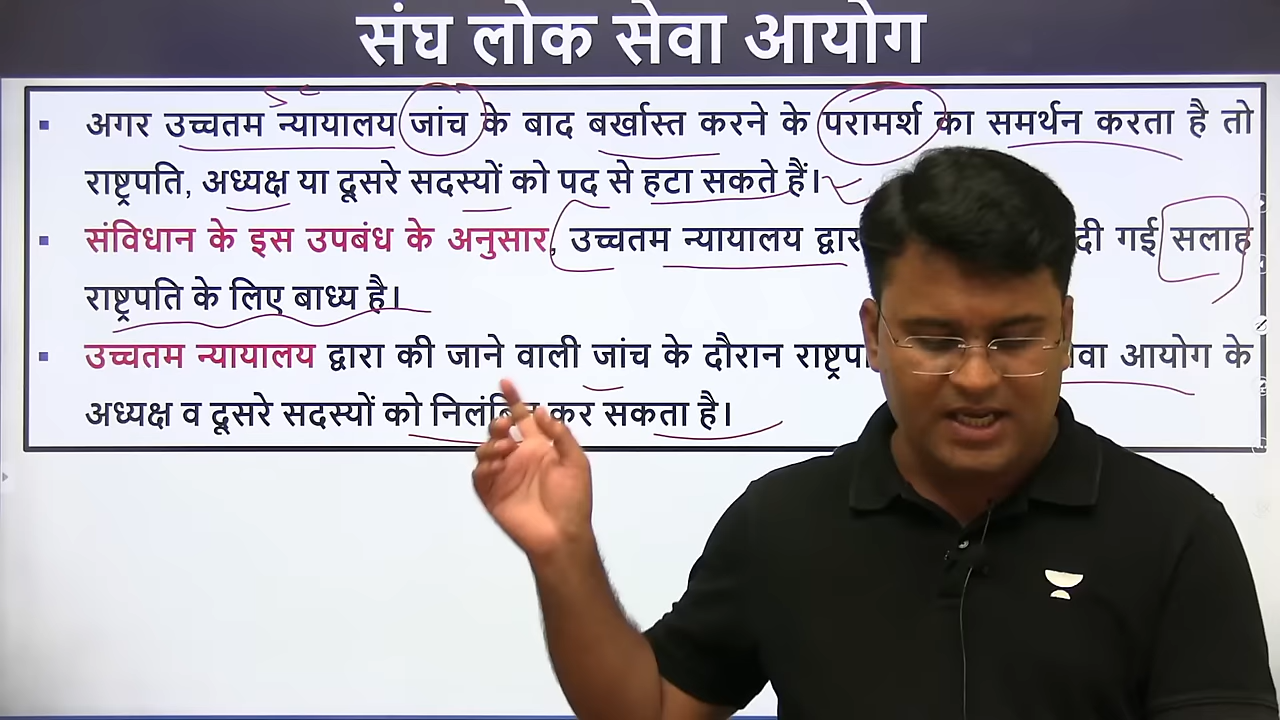 संघ लोक सेवा आयोग
अगर उच्चतम न्यायालय जांच के बाद बर्खास्त करने के परामर्श का समर्थन करता है तो
राष्ट्रपति, अध्यक्ष या दूसरे सदस्यों को पद से हटा सकते हैं।
संविधान के इस उपबंध के अनुसार, उच्चतम न्यायालय दी गई सलाह
राष्ट्रपति के लिए बाध्य है।
उच्चतम न्यायालय द्वारा की जाने वाली जांच के दौरान आयोग के
अध्यक्ष व दूसरे सदस्यों को निलंबित कर सकता है।